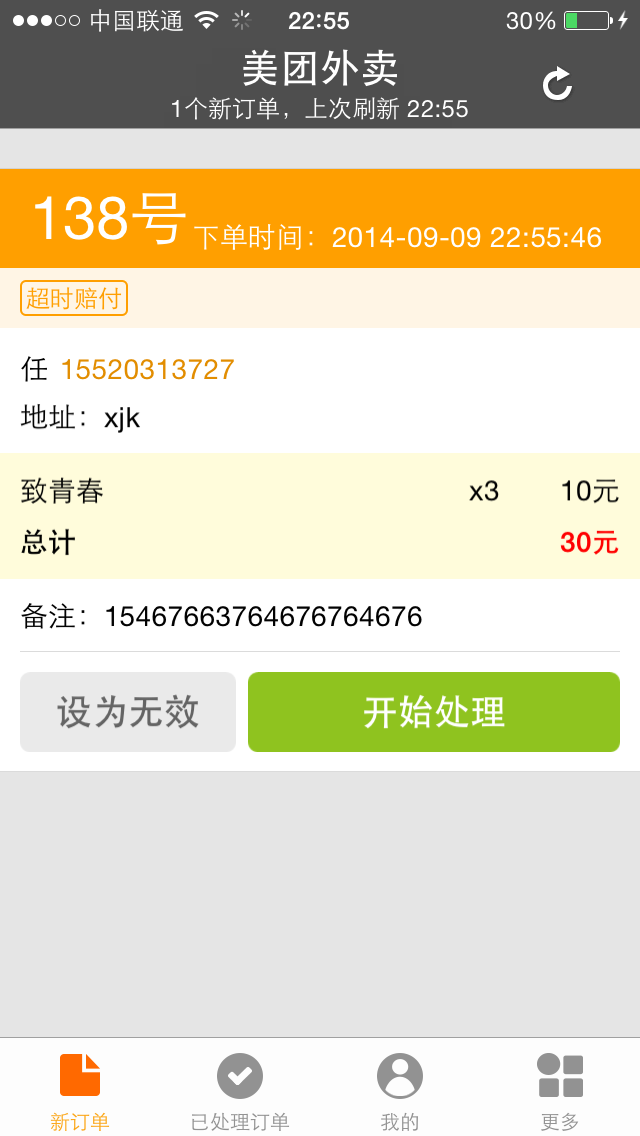 中国联通 22:55 30%
美团外卖
1个新订单，上次刷新 22:55
138号 下单时间：2014-09-09 22:55:46
超时赔付
任 15520313727
地址：xjk
致青春 x3 10元
总计 30元
备注：15467663764676764676
设为无效 开始处理
新订单 已处理订单 我的 更多